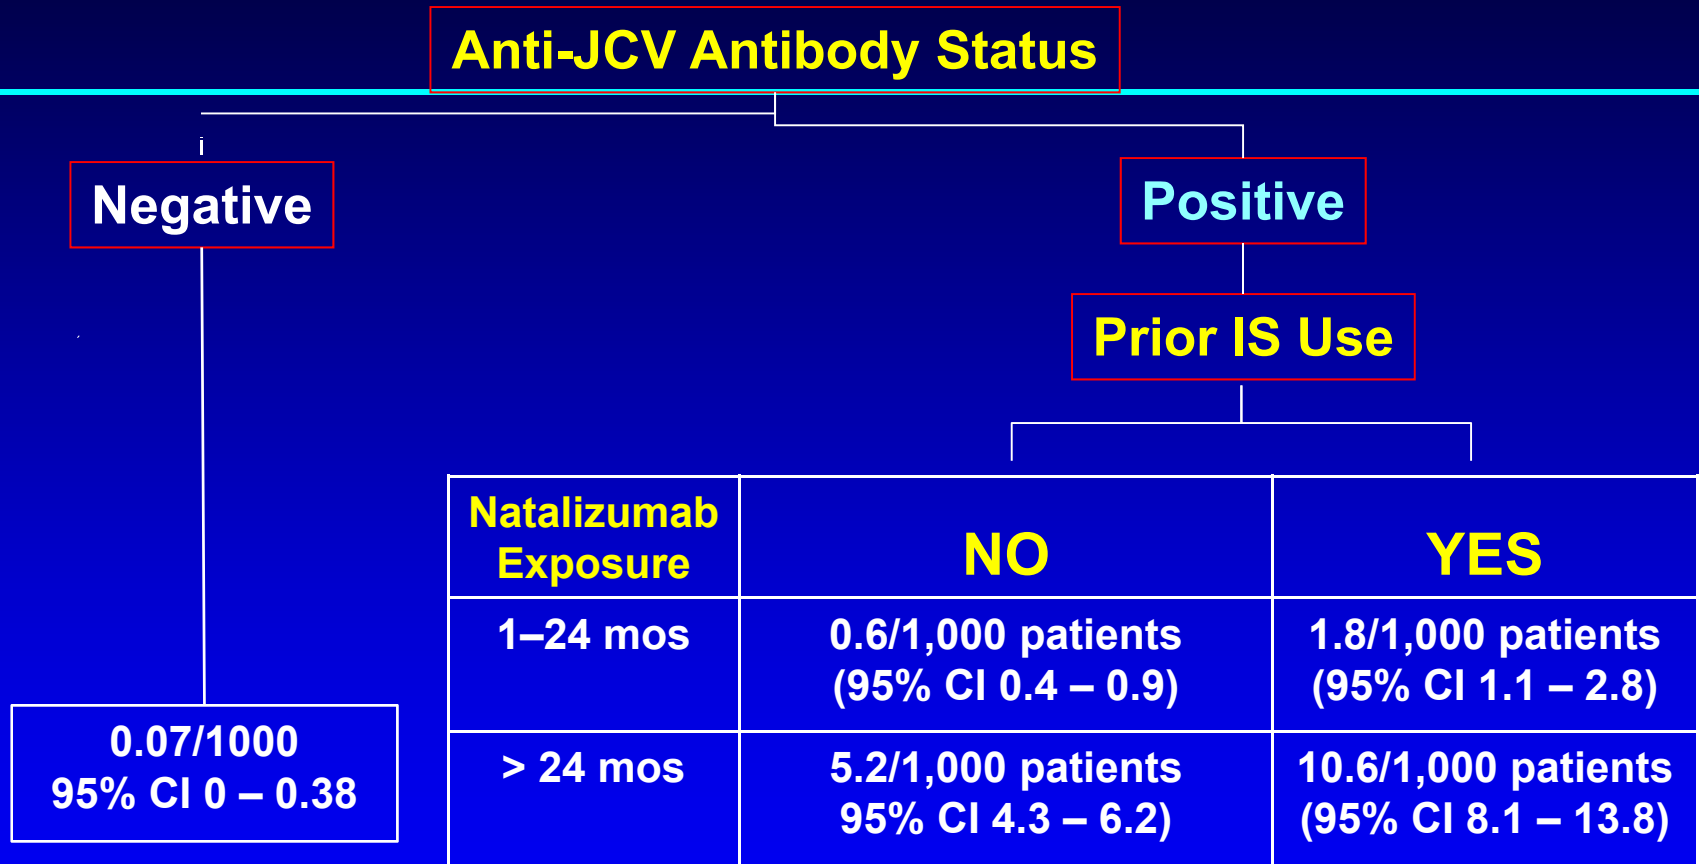 Anti-JCV Antibody Status
Negative
Positive
Prior IS Use
Natalizumab
Exposure
NO
YES
1–24 mos
0.6/1,000 patients
(95% CI 0.4 – 0.9)
1.8/1,000 patients
(95% CI 1.1 – 2.8)
> 24 mos
5.2/1,000 patients
95% CI 4.3 – 6.2)
10.6/1,000 patients
(95% CI 8.1 – 13.8)
0.07/1000
95% CI 0 – 0.38